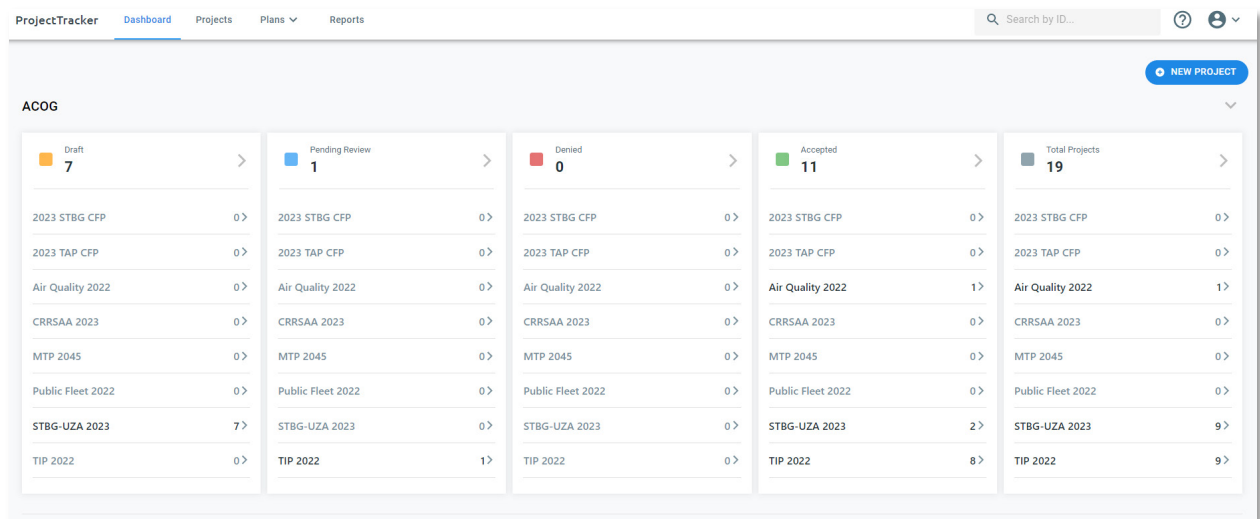 ProjectTracker Dashboard Projects Plans Reports Search by ID...
NEW PROJECT
ACOG
Draft
7
2023 STBG CFP 0
2023 TAP CFP 0
Air Quality 2022 0
CRRSAA 2023 0
MTP 2045 0
Public Fleet 2022 0
STBG-UZA 2023 7
TIP 2022 0
Pending Review
1
2023 STBG CFP 0
2023 TAP CFP 0
Air Quality 2022 0
CRRSAA 2023 0
MTP 2045 0
Public Fleet 2022 0
STBG-UZA 2023 0
TIP 2022 1
Denied
0
2023 STBG CFP 0
2023 TAP CFP 0
Air Quality 2022 0
CRRSAA 2023 0
MTP 2045 0
Public Fleet 2022 0
STBG-UZA 2023 0
TIP 2022 0
Accepted
11
2023 STBG CFP 0
2023 TAP CFP 0
Air Quality 2022 1
CRRSAA 2023 0
MTP 2045 0
Public Fleet 2022 0
STBG-UZA 2023 2
TIP 2022 8
Total Projects
19
2023 STBG CFP 0
2023 TAP CFP 0
Air Quality 2022 1
CRRSAA 2023 0
MTP 2045 0
Public Fleet 2022 0
STBG-UZA 2023 9
TIP 2022 9